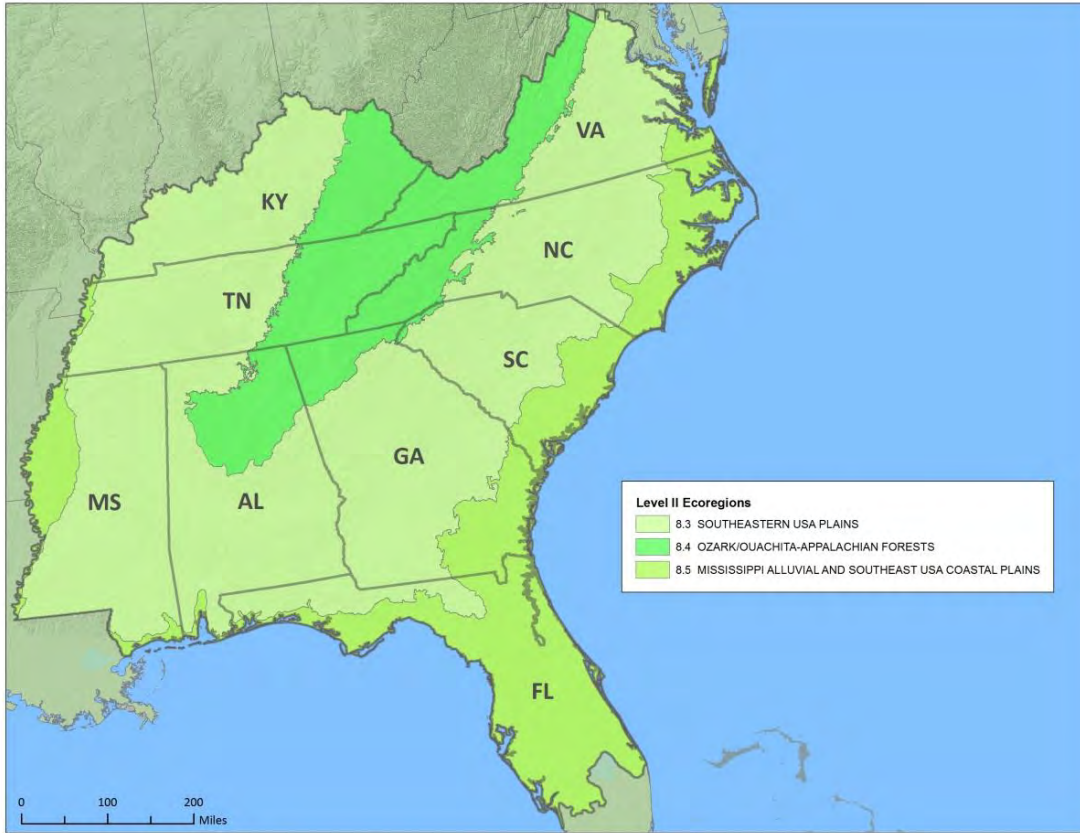 VA
KY
NC
TN
SC
GA
MS
AL
Level II Ecoregions
8.3 SOUTHEASTERN USA PLAINS
8.4 OZARK/OUACHITA-APPALACHIAN FORESTS
8.5 MISSISSIPPI ALLUVIAL AND SOUTHEAST USA COASTAL PLAINS
FL
0 100 200
Miles